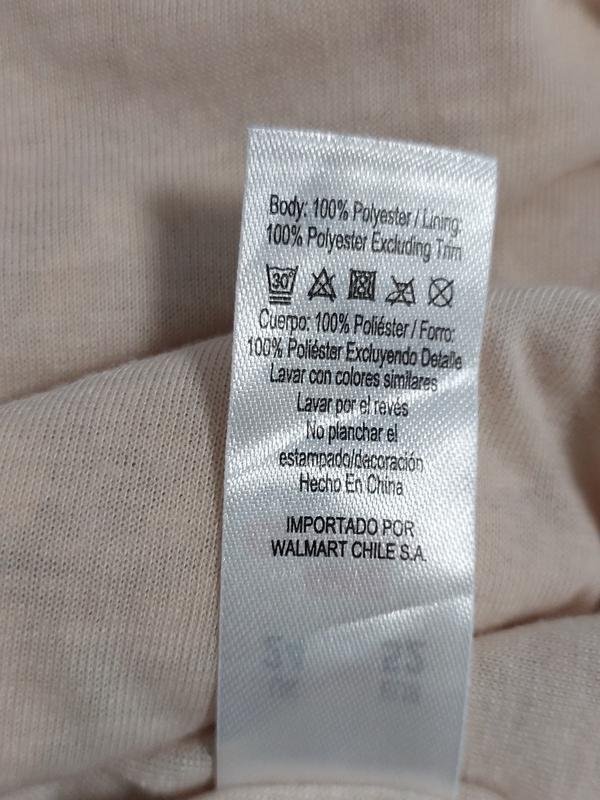 Body: 100% Polyester / Lining:
100% Polyester Excluding Trim
30°
Cuerpo: 100% Poliéster / Forro:
100% Poliéster Excluyendo Detalle
Lavar con colores similares
Lavar por el revés
No planchar el
estampado/decoración
Hecho En China
IMPORTADO POR
WALMART CHILE S.A.